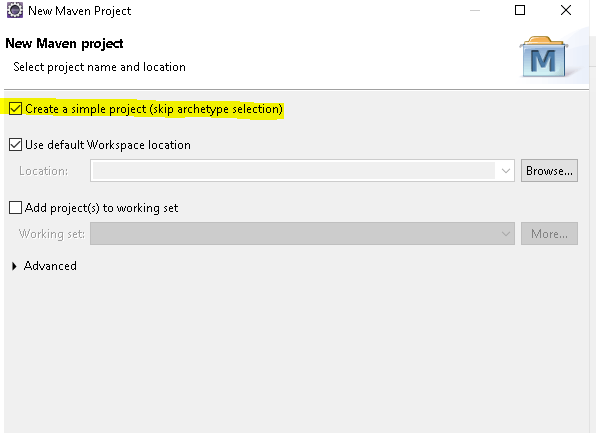 New Maven Project
New Maven project
Select project name and location
M
Create a simple project (skip archetype selection)
Use default Workspace location
Location:
Browse...
Add project(s) to working set
Working set:
More...
Advanced